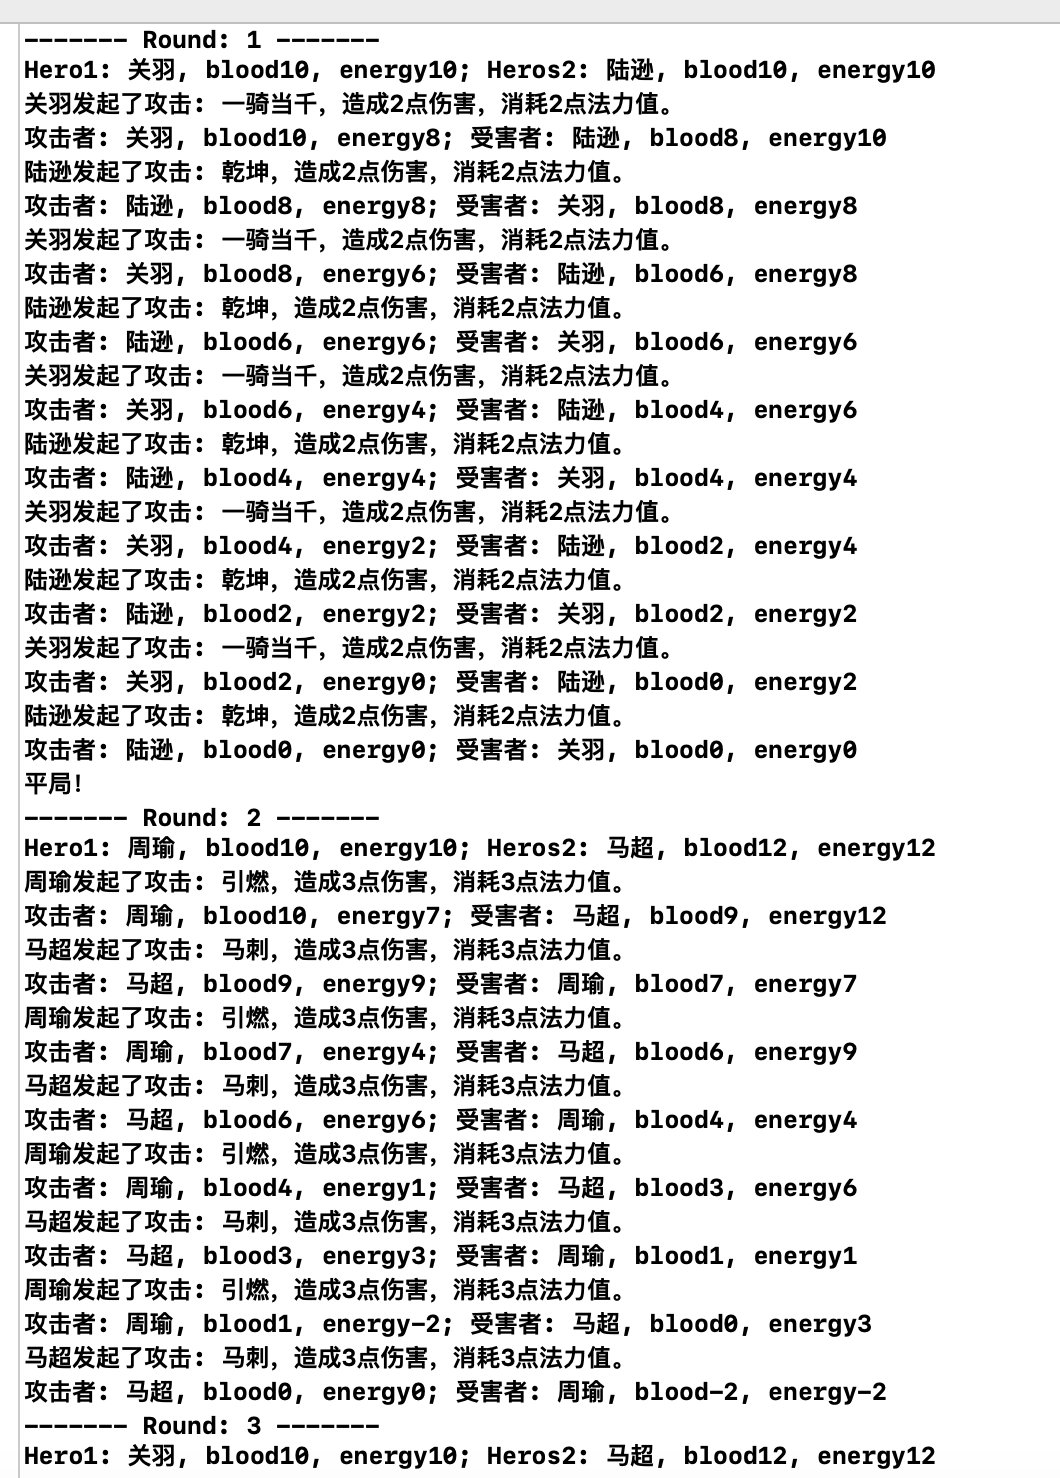 ------- Round: 1 -------
Hero1: 关羽, blood10, energy10; Heros2: 陆逊, blood10, energy10
关羽发起了攻击: 一骑当千，造成2点伤害，消耗2点法力值。
攻击者: 关羽, blood10, energy8; 受害者: 陆逊, blood8, energy10
陆逊发起了攻击: 乾坤，造成2点伤害，消耗2点法力值。
攻击者: 陆逊, blood8, energy8; 受害者: 关羽, blood8, energy8
关羽发起了攻击: 一骑当千，造成2点伤害，消耗2点法力值。
攻击者: 关羽, blood8, energy6; 受害者: 陆逊, blood6, energy8
陆逊发起了攻击: 乾坤，造成2点伤害，消耗2点法力值。
攻击者: 陆逊, blood6, energy6; 受害者: 关羽, blood6, energy6
关羽发起了攻击: 一骑当千，造成2点伤害，消耗2点法力值。
攻击者: 关羽, blood6, energy4; 受害者: 陆逊, blood4, energy6
陆逊发起了攻击: 乾坤，造成2点伤害，消耗2点法力值。
攻击者: 陆逊, blood4, energy4; 受害者: 关羽, blood4, energy4
关羽发起了攻击: 一骑当千，造成2点伤害，消耗2点法力值。
攻击者: 关羽, blood4, energy2; 受害者: 陆逊, blood2, energy4
陆逊发起了攻击: 乾坤，造成2点伤害，消耗2点法力值。
攻击者: 陆逊, blood2, energy2; 受害者: 关羽, blood2, energy2
关羽发起了攻击: 一骑当千，造成2点伤害，消耗2点法力值。
攻击者: 关羽, blood2, energy0; 受害者: 陆逊, blood0, energy2
陆逊发起了攻击: 乾坤，造成2点伤害，消耗2点法力值。
攻击者: 陆逊, blood0, energy0; 受害者: 关羽, blood0, energy0
平局!
------- Round: 2 -------
Hero1: 周瑜, blood10, energy10; Heros2: 马超, blood12, energy12
周瑜发起了攻击: 引燃，造成3点伤害，消耗3点法力值。
攻击者: 周瑜, blood10, energy7; 受害者: 马超, blood9, energy12
马超发起了攻击: 马刺，造成3点伤害，消耗3点法力值。
攻击者: 马超, blood9, energy9; 受害者: 周瑜, blood7, energy7
周瑜发起了攻击: 引燃，造成3点伤害，消耗3点法力值。
攻击者: 周瑜, blood7, energy4; 受害者: 马超, blood6, energy9
马超发起了攻击: 马刺，造成3点伤害，消耗3点法力值。
攻击者: 马超, blood6, energy6; 受害者: 周瑜, blood4, energy4
周瑜发起了攻击: 引燃，造成3点伤害，消耗3点法力值。
攻击者: 周瑜, blood4, energy1; 受害者: 马超, blood3, energy6
马超发起了攻击: 马刺，造成3点伤害，消耗3点法力值。
攻击者: 马超, blood3, energy3; 受害者: 周瑜, blood1, energy1
周瑜发起了攻击: 引燃，造成3点伤害，消耗3点法力值。
攻击者: 周瑜, blood1, energy-2; 受害者: 马超, blood0, energy3
马超发起了攻击: 马刺，造成3点伤害，消耗3点法力值。
攻击者: 马超, blood0, energy0; 受害者: 周瑜, blood-2, energy-2
------- Round: 3 -------
Hero1: 关羽, blood10, energy10; Heros2: 马超, blood12, energy12